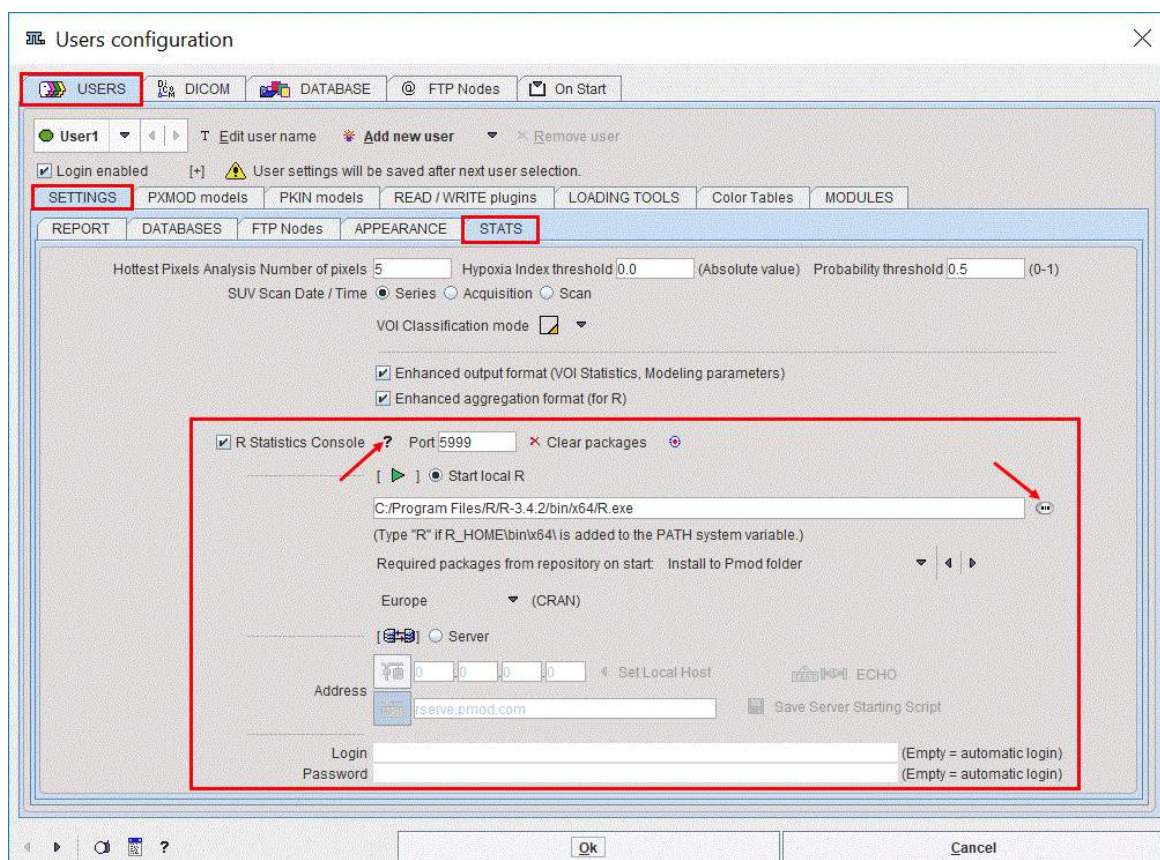 Users configuration
USERS DICOM DATABASE @ FTP Nodes On Start
User1 T Edit user name Add new user Remove user
Login enabled [+] User settings will be saved after next user selection.
SETTINGS PXMOD models PKIN models READ / WRITE plugins LOADING TOOLS Color Tables MODULES
REPORT DATABASES FTP Nodes APPEARANCE STATS
Hottest Pixels Analysis Number of pixels 5 Hypoxia Index threshold 0.0 (Absolute value) Probability threshold 0.5 (0-1)
SUV Scan Date / Time Series Acquisition Scan
VOI Classification mode
Enhanced output format (VOI Statistics, Modeling parameters)
Enhanced aggregation format (for R)
R Statistics Console ? Port 5999 Clear packages
[ ] Start local R
C:/Program Files/R/R-3.4.2/bin/x64/R.exe
(Type "R" if R_HOME\bin\x64\ is added to the PATH system variable.)
Required packages from repository on start: Install to Pmod folder
Europe (CRAN)
[ ] Server
0 .0 .0 .0 Set Local Host ECHO
Address
rserve.pmod.com Save Server Starting Script
Login (Empty = automatic login)
Password (Empty = automatic login)
? Ok Cancel